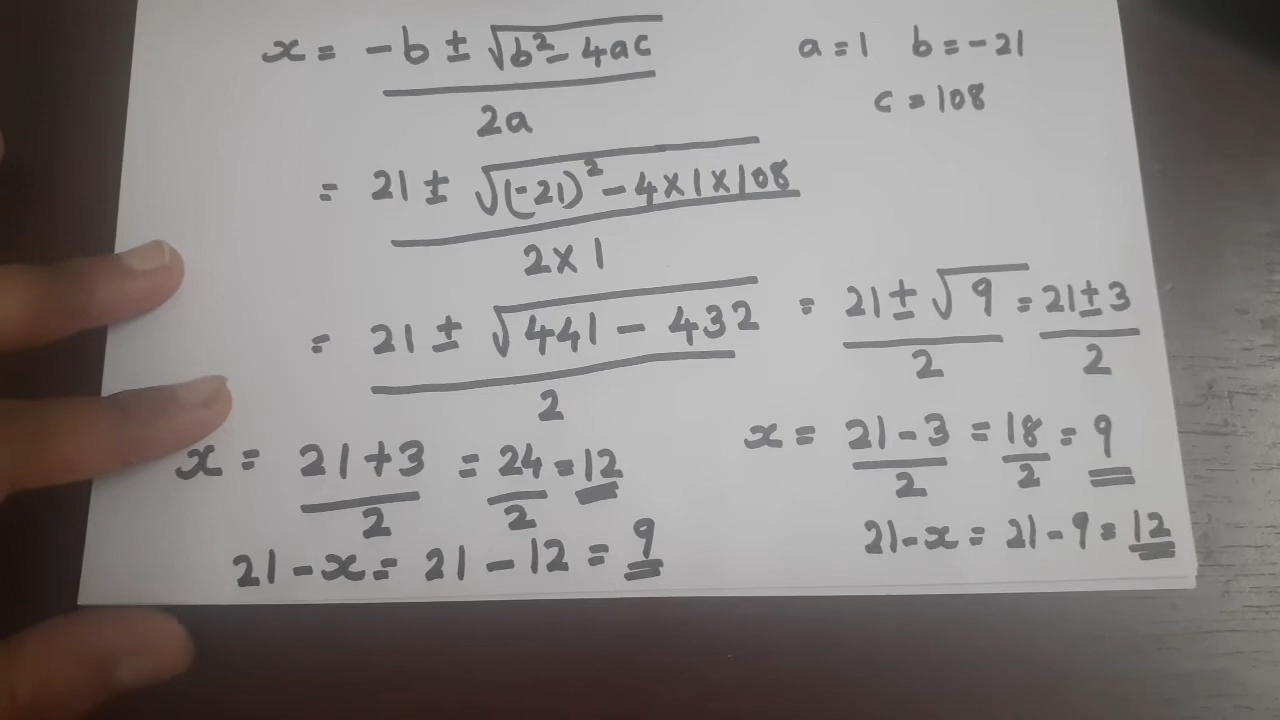 x = -b ± √b² - 4ac
2a
a = 1 b = -21
c = 108
= 21 ± √(-21)² - 4 × 1 × 108
2 × 1
= 21 ± √441 - 432
2
= 21 ± √9 = 21 ± 3
2 2
x = 21 + 3 = 24 = 12
2 2
21 - x = 21 - 12 = 9
x = 21 - 3 = 18 = 9
2 2
21 - x = 21 - 9 = 12